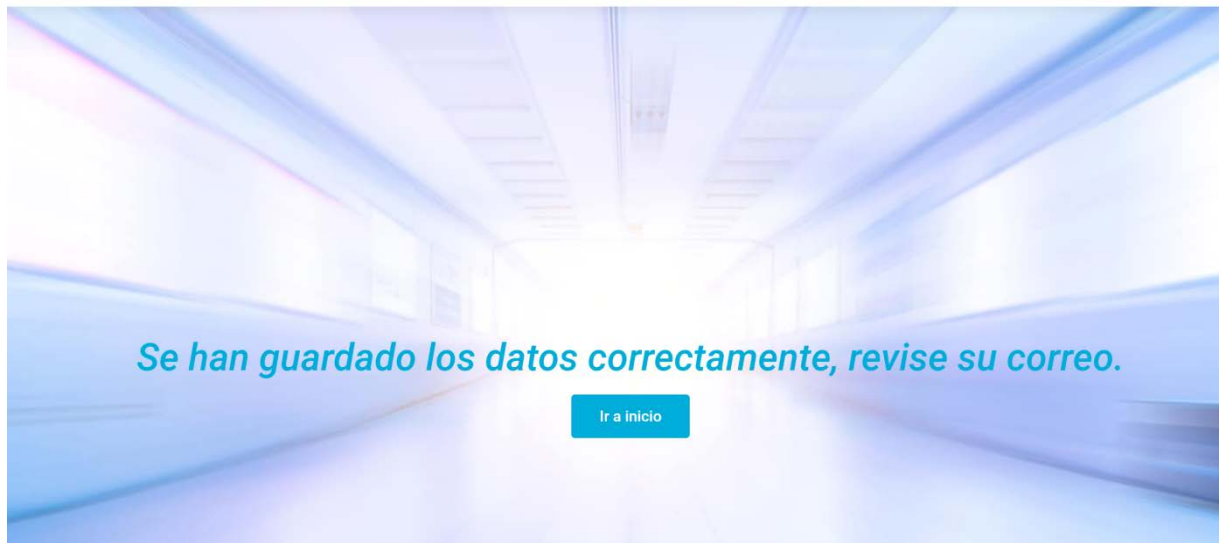 Se han guardado los datos correctamente, revise su correo.
Ir a inicio